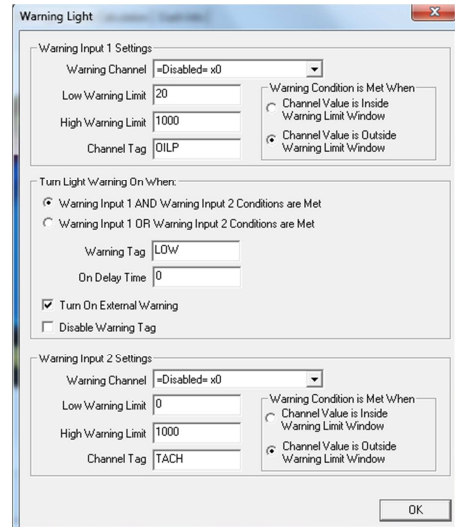 Warning Light
Warning Input 1 Settings
Warning Channel =Disabled= x0
Low Warning Limit 20
High Warning Limit 1000
Channel Tag OILP
Warning Condition is Met When
Channel Value is Inside
Warning Limit Window
Channel Value is Outside
Warning Limit Window
Turn Light Warning On When:
Warning Input 1 AND Warning Input 2 Conditions are Met
Warning Input 1 OR Warning Input 2 Conditions are Met
Warning Tag LOW
On Delay Time 0
Turn On External Warning
Disable Warning Tag
Warning Input 2 Settings
Warning Channel =Disabled= x0
Low Warning Limit 0
High Warning Limit 1000
Channel Tag TACH
Warning Condition is Met When
Channel Value is Inside
Warning Limit Window
Channel Value is Outside
Warning Limit Window
OK